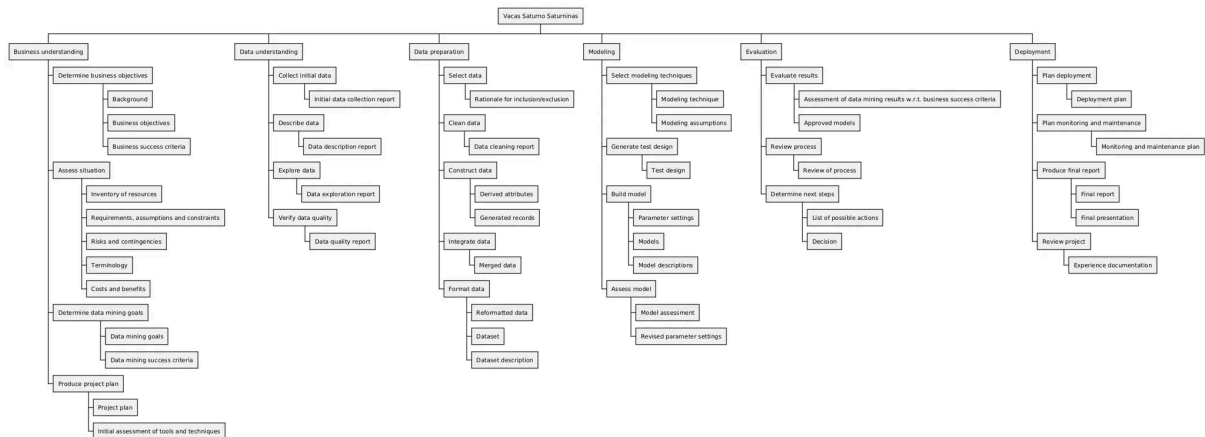 Vacas Saturno Saturninas
Business understanding
Determine business objectives
Background
Business objectives
Business success criteria
Assess situation
Inventory of resources
Requirements, assumptions and constraints
Risks and contingencies
Terminology
Costs and benefits
Determine data mining goals
Data mining goals
Data mining success criteria
Produce project plan
Project plan
Initial assessment of tools and techniques
Data understanding
Collect initial data
Initial data collection report
Describe data
Data description report
Explore data
Data exploration report
Verify data quality
Data quality report
Data preparation
Select data
Rationale for inclusion/exclusion
Clean data
Data cleaning report
Construct data
Derived attributes
Generated records
Integrate data
Merged data
Format data
Reformatted data
Dataset
Dataset description
Modeling
Select modeling techniques
Modeling technique
Modeling assumptions
Generate test design
Test design
Build model
Parameter settings
Models
Model descriptions
Assess model
Model assessment
Revised parameter settings
Evaluation
Evaluate results
Assessment of data mining results w.r.t. business success criteria
Approved models
Review process
Review of process
Determine next steps
List of possible actions
Decision
Deployment
Plan deployment
Deployment plan
Plan monitoring and maintenance
Monitoring and maintenance plan
Produce final report
Final report
Final presentation
Review project
Experience documentation